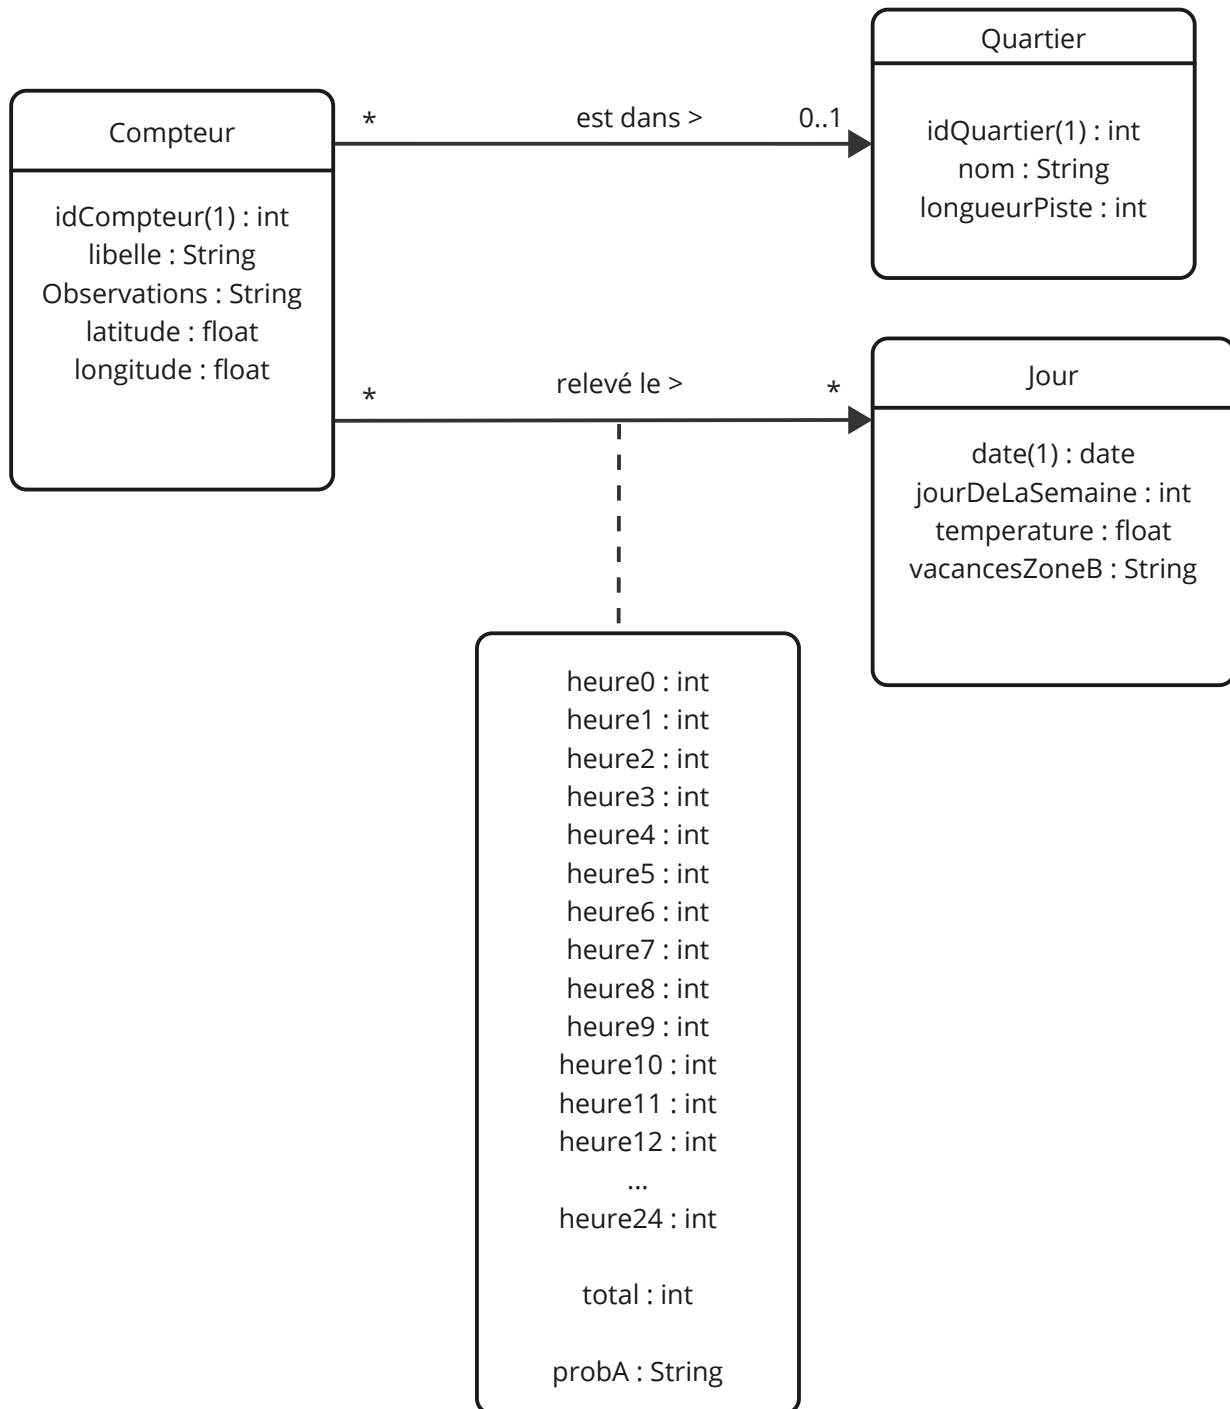 Quartier
idQuartier(1) : int
nom : String
longueurPiste : int
* est dans > 0..1
Compteur
idCompteur(1) : int
libelle : String
Observations : String
latitude : float
longitude : float
* relevé le > *
Jour
date(1) : date
jourDeLaSemaine : int
temperature : float
vacancesZoneB : String
heure0 : int
heure1 : int
heure2 : int
heure3 : int
heure4 : int
heure5 : int
heure6 : int
heure7 : int
heure8 : int
heure9 : int
heure10 : int
heure11 : int
heure12 : int
...
heure24 : int
total : int
probA : String